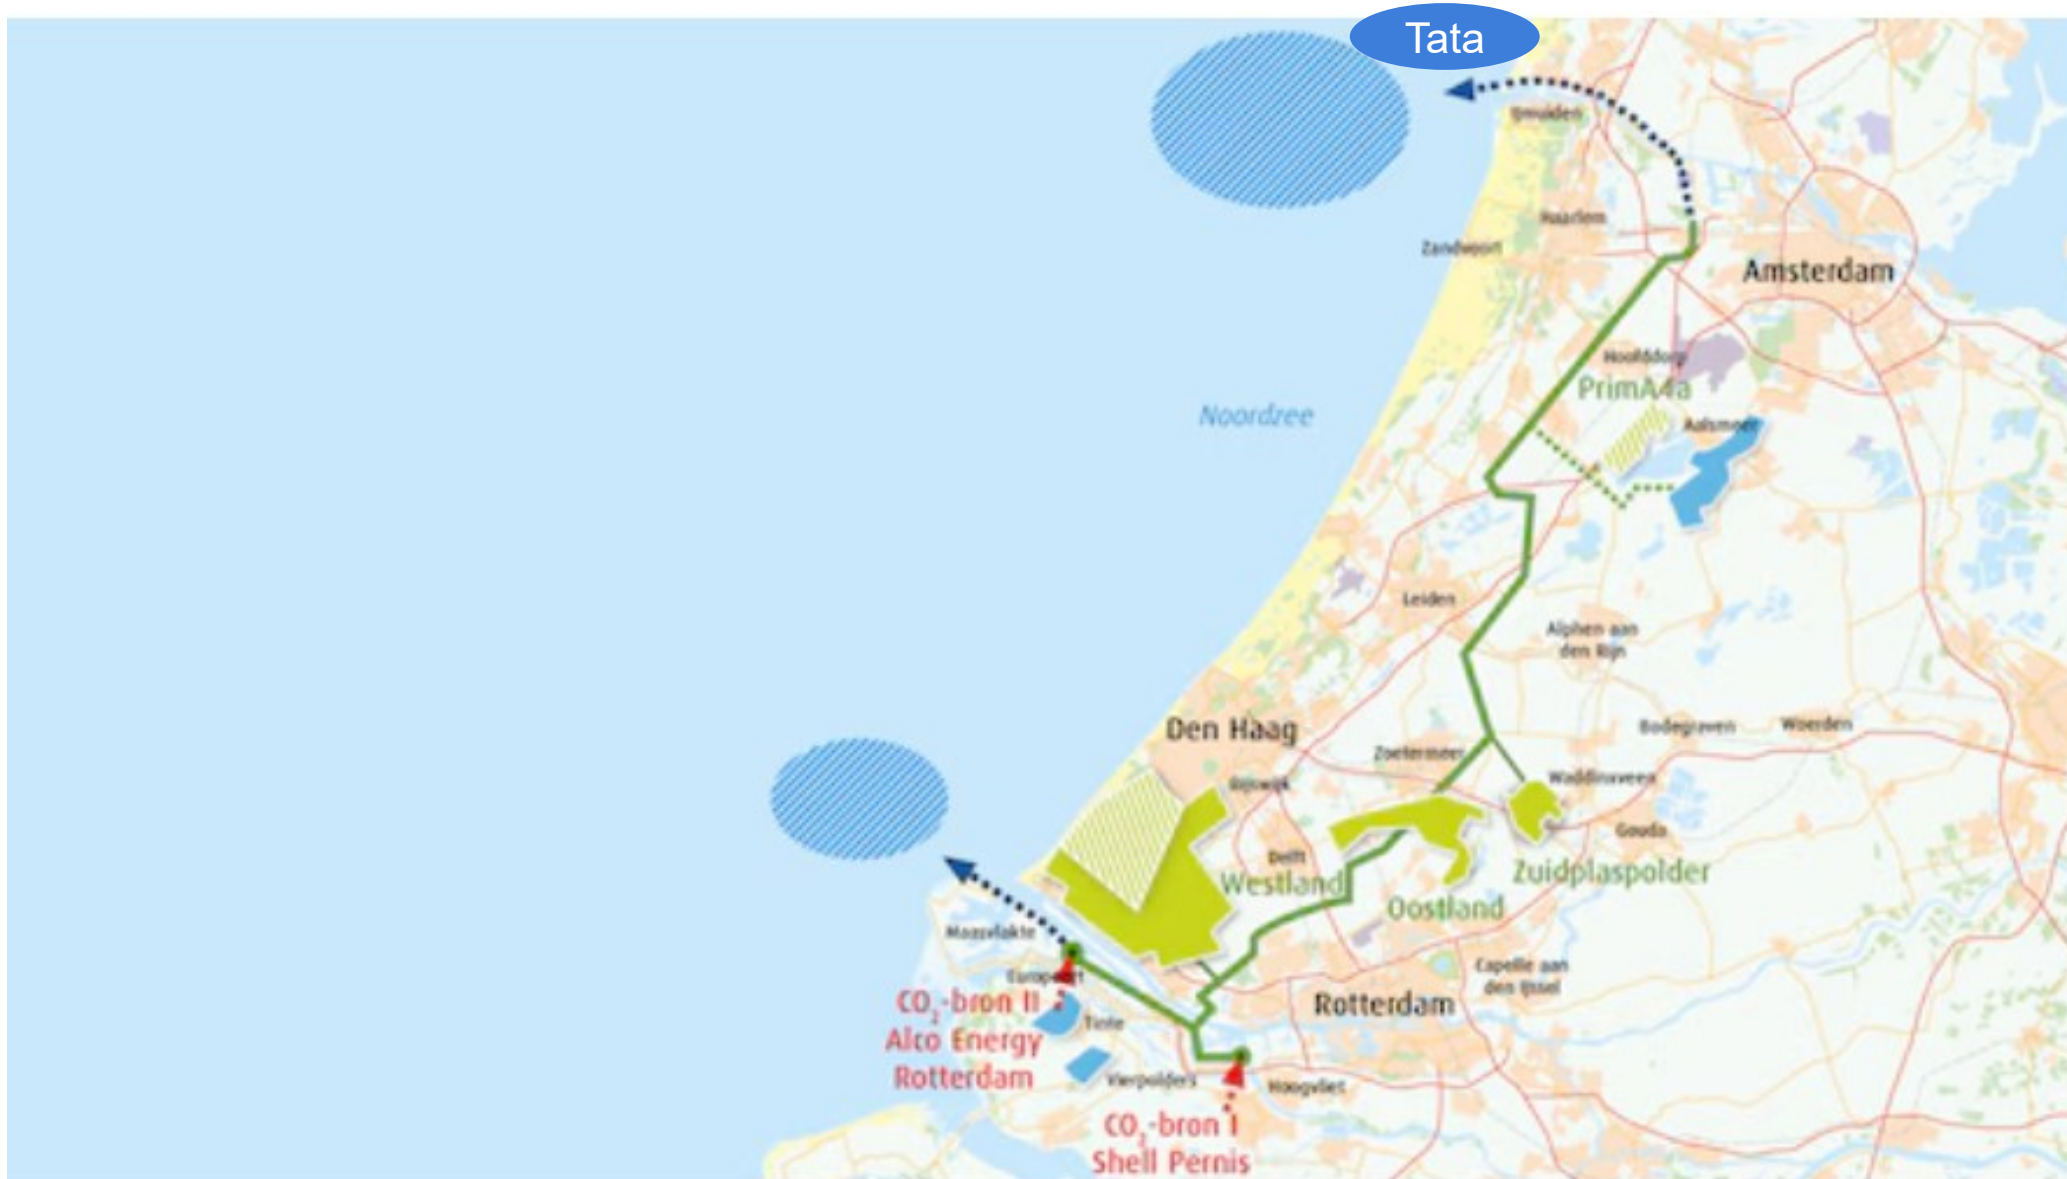 Tata
IJmuiden
Haarlem
Zandvoort
Amsterdam
Hoofddorp
PrimA4a
Aalsmeer
Noordzee
Leiden
Alphen aan
den Rijn
Den Haag
Zoetermeer
Bodegraven
Woerden
Rijswijk
Waddinxveen
Gouda
Delft
Westland
Zuidplaspolder
Oostland
Maasvlakte
Europoort
Capelle aan
den IJssel
CO₂-bron II
Alco Energy
Rotterdam
Tinte
Rotterdam
Vierpolders
Hoogvliet
CO₂-bron I
Shell Pernis